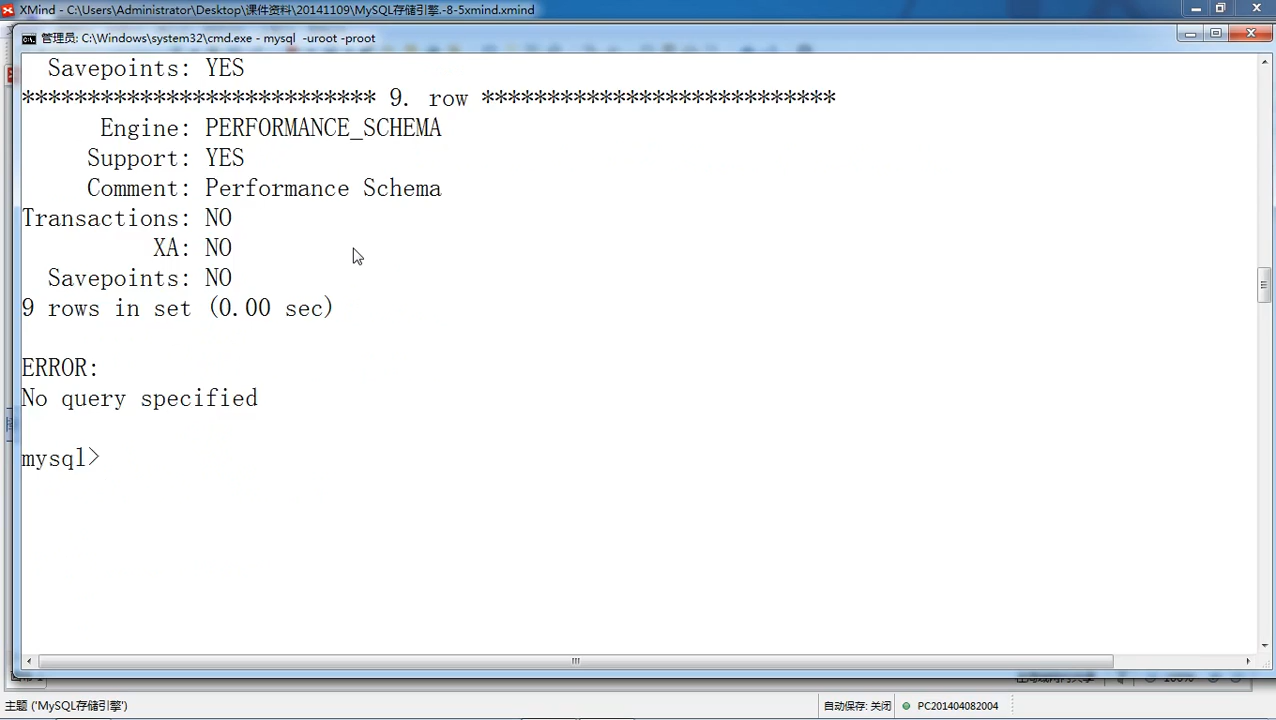 XMind - C:\Users\Administrator\Desktop\课件资料\20141109\MySQL存储引擎.-8-5xmind.xmind
管理员: C:\Windows\system32\cmd.exe - mysql  -uroot -proot
Savepoints: YES
*************************** 9. row ***************************
Engine: PERFORMANCE_SCHEMA
Support: YES
Comment: Performance Schema
Transactions: NO
XA: NO
Savepoints: NO
9 rows in set (0.00 sec)
ERROR:
No query specified
mysql>
主题 ('MySQL存储引擎')
自动保存: 关闭
PC201404082004